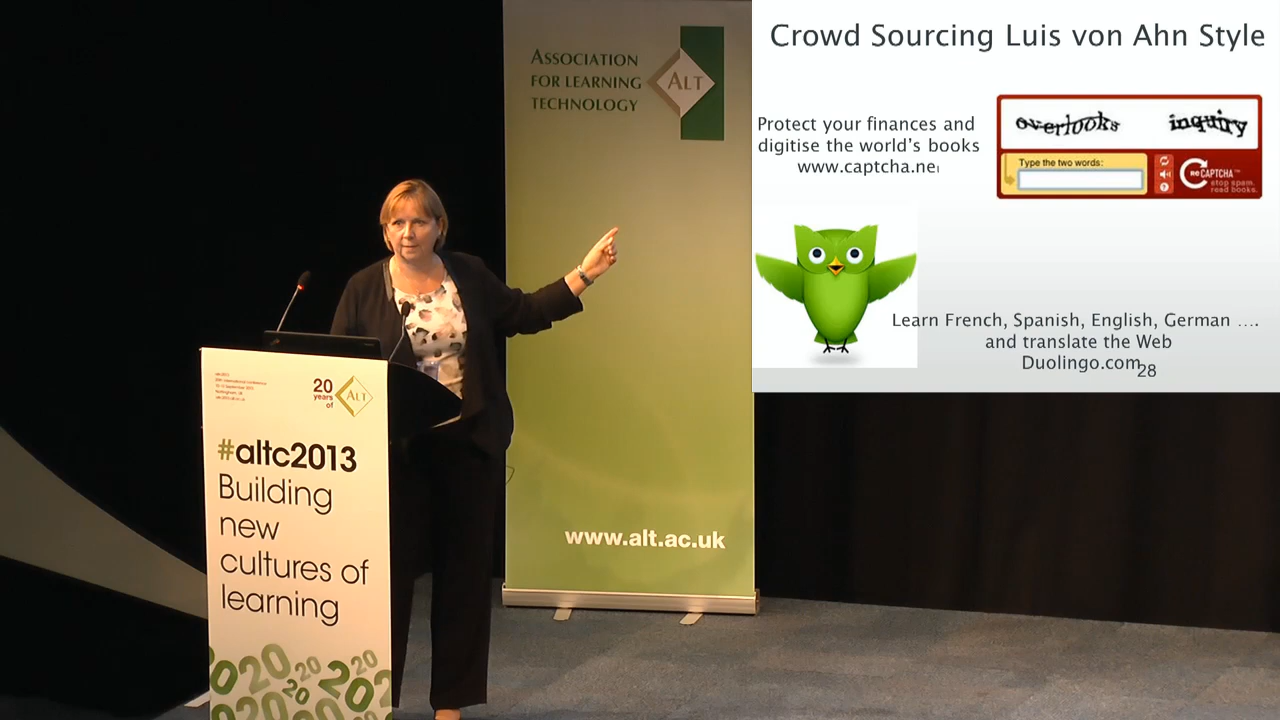 ASSOCIATION
FOR LEARNING
TECHNOLOGY
ALT
www.alt.ac.uk
20
years
of
ALT
#altc2013
Building
new
cultures of
learning
Crowd Sourcing Luis von Ahn Style
Protect your finances and
digitise the world's books
www.captcha.ne
overlooks inquiry
Type the two words:
reCAPTCHA™
stop spam.
read books.
Learn French, Spanish, English, German ....
and translate the Web
Duolingo.com
28